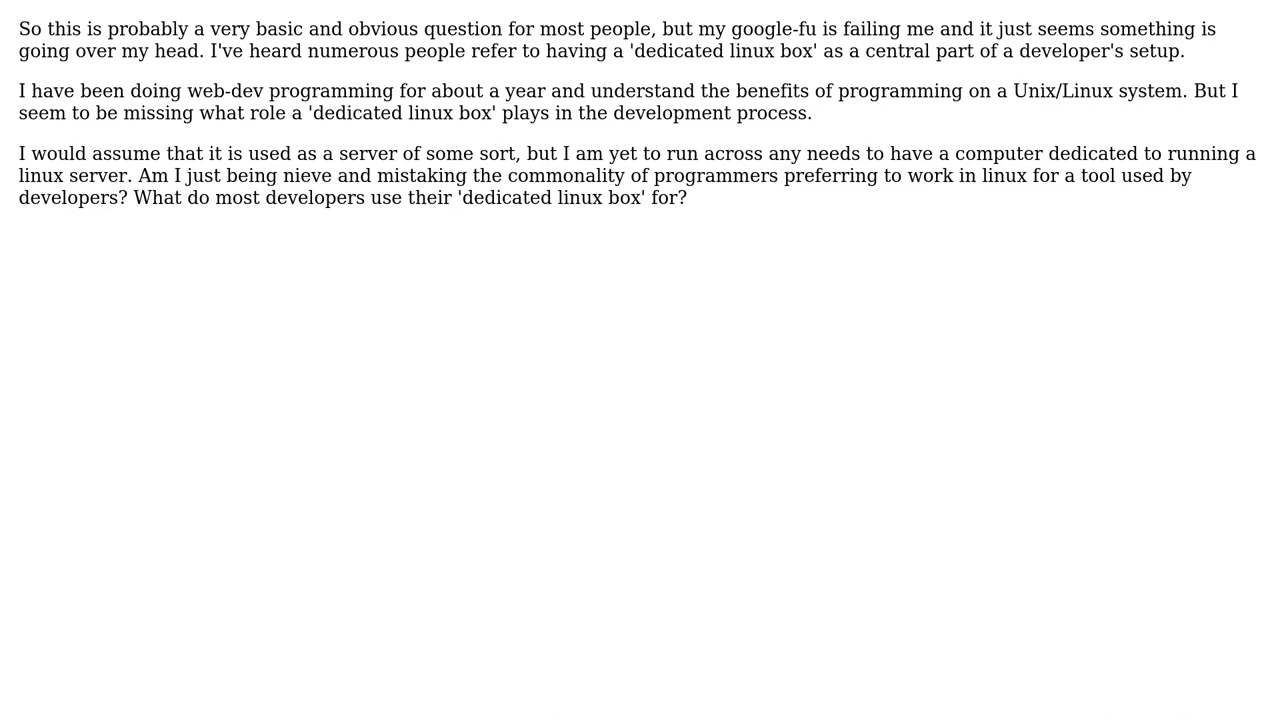 So this is probably a very basic and obvious question for most people, but my google-fu is failing me and it just seems something is
going over my head. I've heard numerous people refer to having a 'dedicated linux box' as a central part of a developer's setup.
I have been doing web-dev programming for about a year and understand the benefits of programming on a Unix/Linux system. But I
seem to be missing what role a 'dedicated linux box' plays in the development process.
I would assume that it is used as a server of some sort, but I am yet to run across any needs to have a computer dedicated to running a
linux server. Am I just being nieve and mistaking the commonality of programmers preferring to work in linux for a tool used by
developers? What do most developers use their 'dedicated linux box' for?